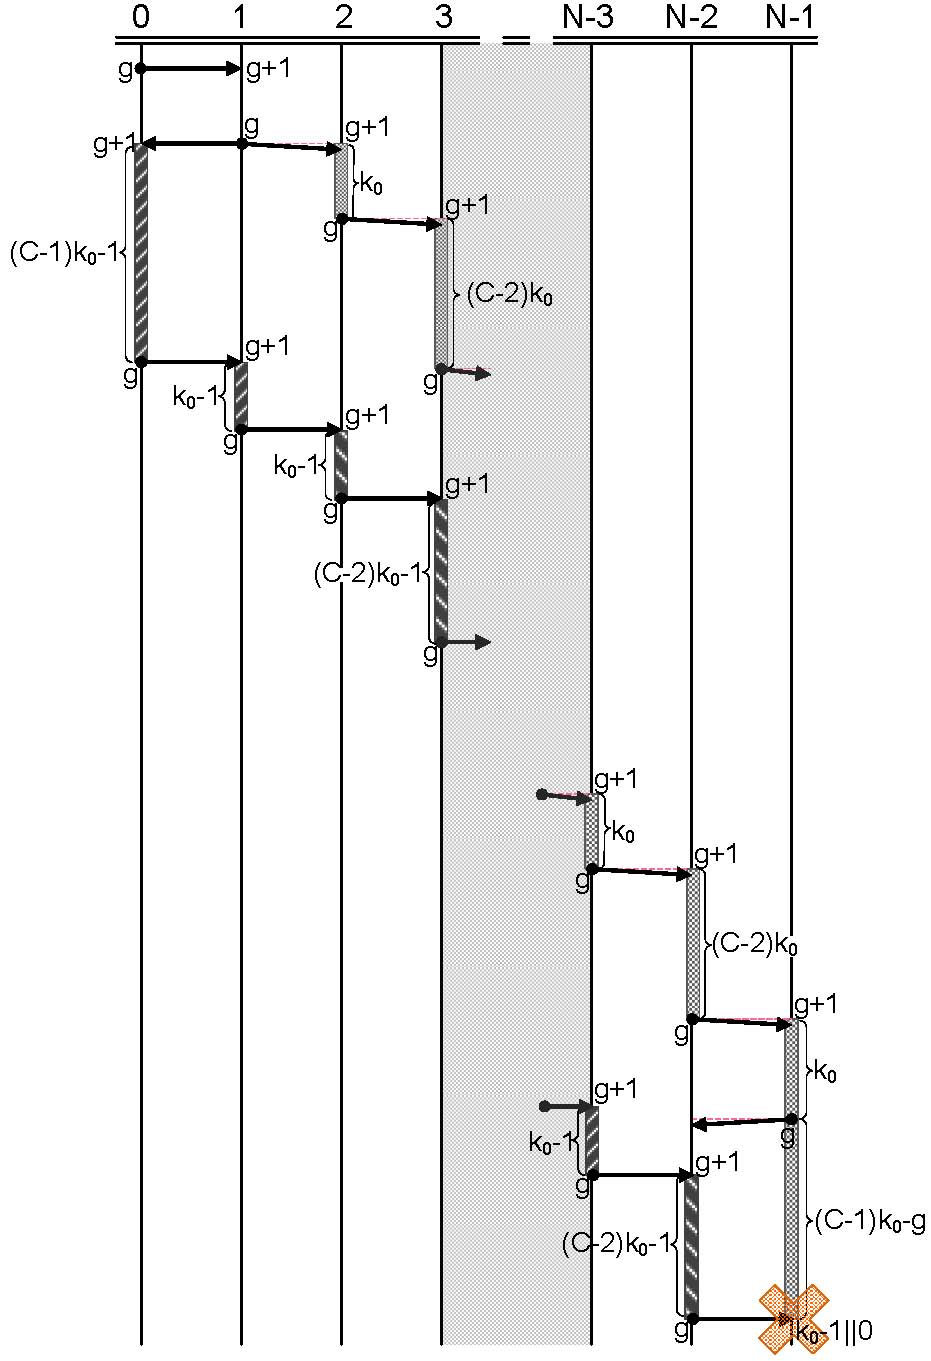 0 1 2 3 N-3 N-2 N-1
g g+1
g+1 g g+1
k₀
g g+1
(C-1)k₀-1
(C-2)k₀
g g+1
g
k₀-1
g g+1
k₀-1
g g+1
(C-2)k₀-1
g
g+1
k₀
g g+1
(C-2)k₀
g g+1
k₀
g+1
k₀-1 g
g g+1
(C-1)k₀-g
(C-2)k₀-1
g k₀-1||0